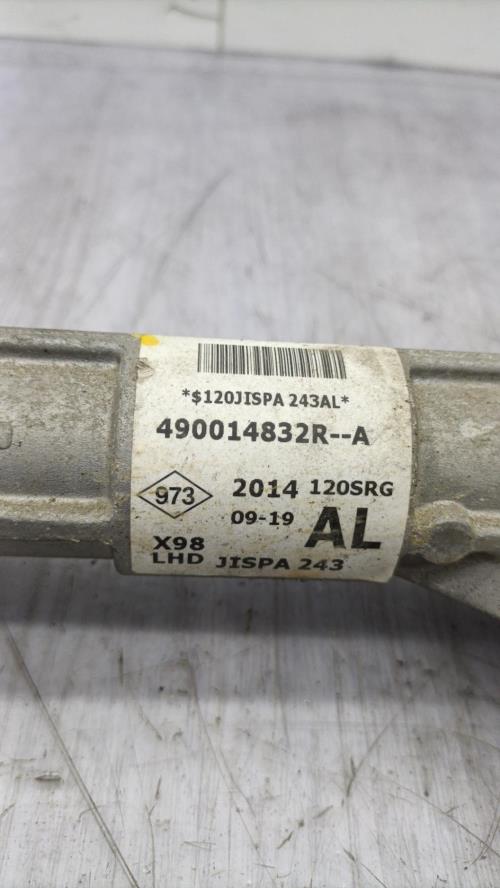 *$120JISPA 243AL*
490014832R--A
973 2014 120SRG
09-19 AL
X98
LHD JISPA 243